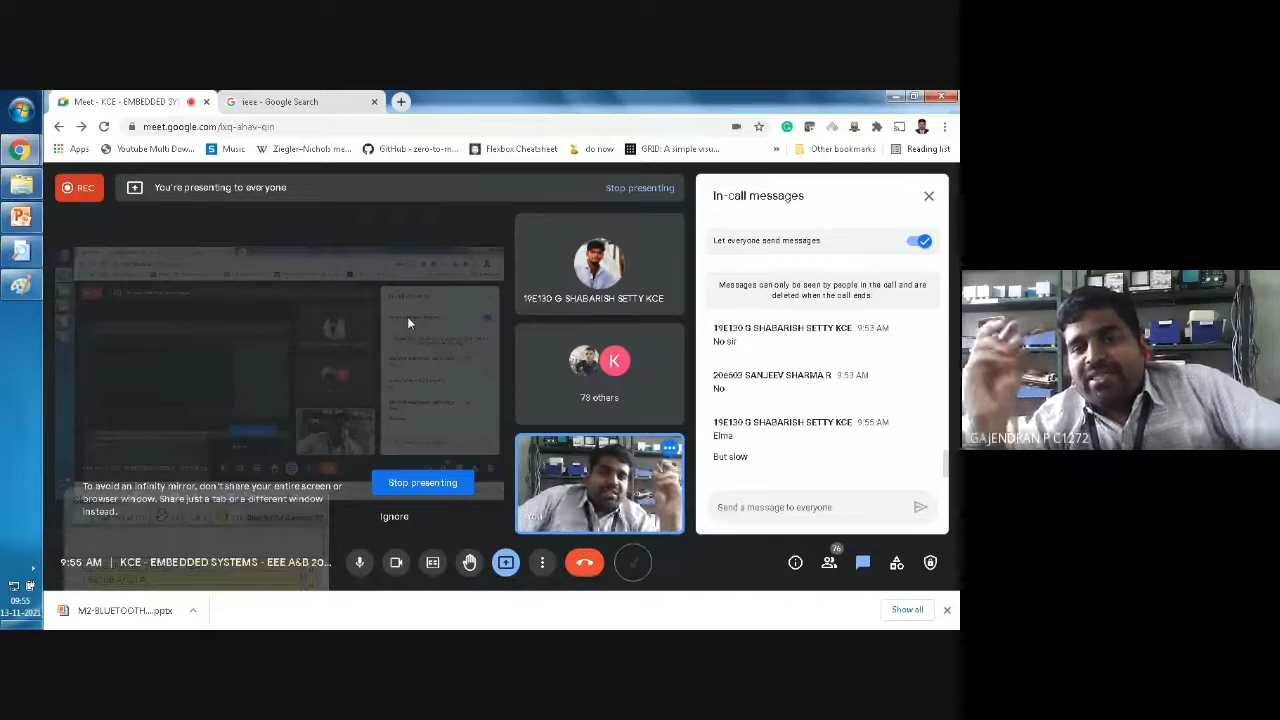 Meet - KCE - EMBEDDED SY
ieee - Google Search
meet.google.com/ixq-ahav-qin
Apps
Youtube Multi Dow...
Music
Ziegler–Nichols me...
GitHub - zero-to-m...
Flexbox Cheatsheet
do now
GRID: A simple visu...
»
Other bookmarks
Reading list
REC
You're presenting to everyone
Stop presenting
In-call messages
Let everyone send messages
Messages can only be seen by people in the call and are
deleted when the call ends.
19E130 G SHABARISH SETTY KCE
K
78 others
19E130 G SHABARISH SETTY KCE 9:53 AM
No sir
20e603 SANJEEV SHARMA R 9:53 AM
No
19E130 G SHABARISH SETTY KCE 9:55 AM
Elma
But slow
Send a message to everyone
To avoid an infinity mirror, don't share your entire screen or
browser window. Share just a tab or a different window
instead.
Stop presenting
Ignore
You
GAJENDRAN P C1272
9:55 AM | KCE - EMBEDDED SYSTEMS - EEE A&B 20...
76
09:55
13-11-2021
M2-BLUETOOTH....pptx
Show all